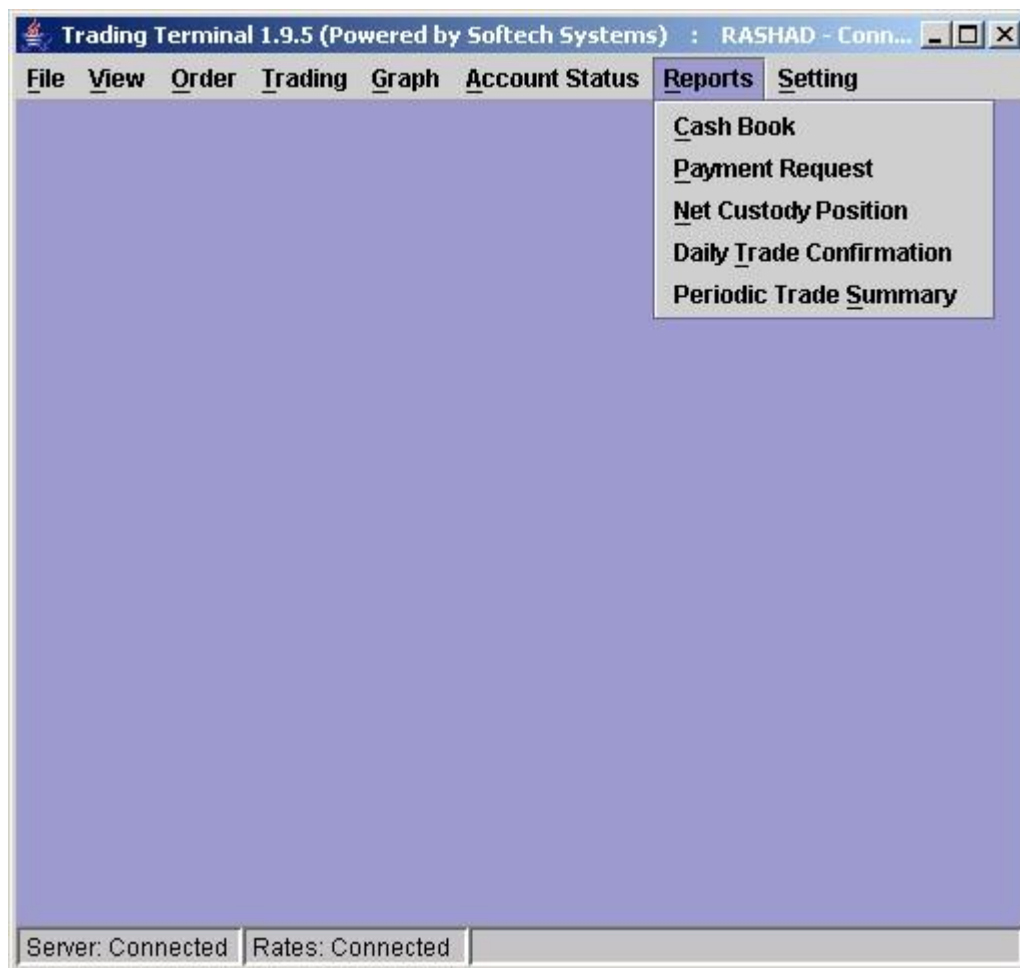 Trading Terminal 1.9.5 (Powered by Softech Systems) : RASHAD - Conn...
File View Order Trading Graph Account Status Reports Setting
Cash Book
Payment Request
Net Custody Position
Daily Trade Confirmation
Periodic Trade Summary
Server: Connected Rates: Connected